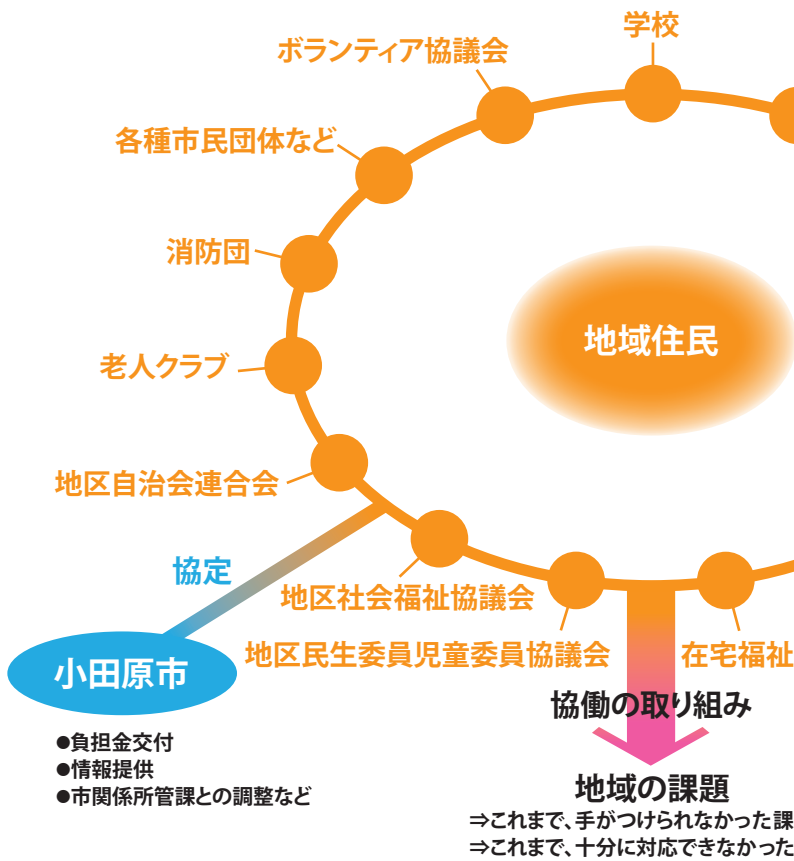 学校
ボランティア協議会
各種市民団体など
消防団
地域住民
老人クラブ
地区自治会連合会
協定
地区社会福祉協議会
小田原市
地区民生委員児童委員協議会
在宅福祉
協働の取り組み
●負担金交付
●情報提供
●市関係所管課との調整など
地域の課題
⇒これまで、手がつけられなかった課
⇒これまで、十分に対応できなかった